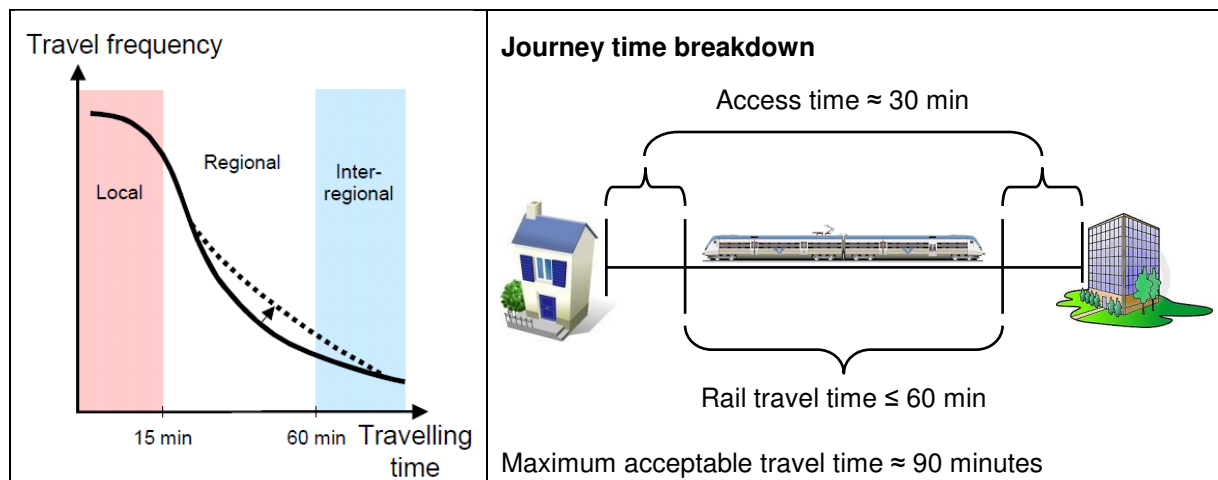 Travel frequency
Local
Regional
Inter-
regional
15 min
60 min
Travelling
time
Journey time breakdown
Access time ≈ 30 min
Rail travel time ≤ 60 min
Maximum acceptable travel time ≈ 90 minutes